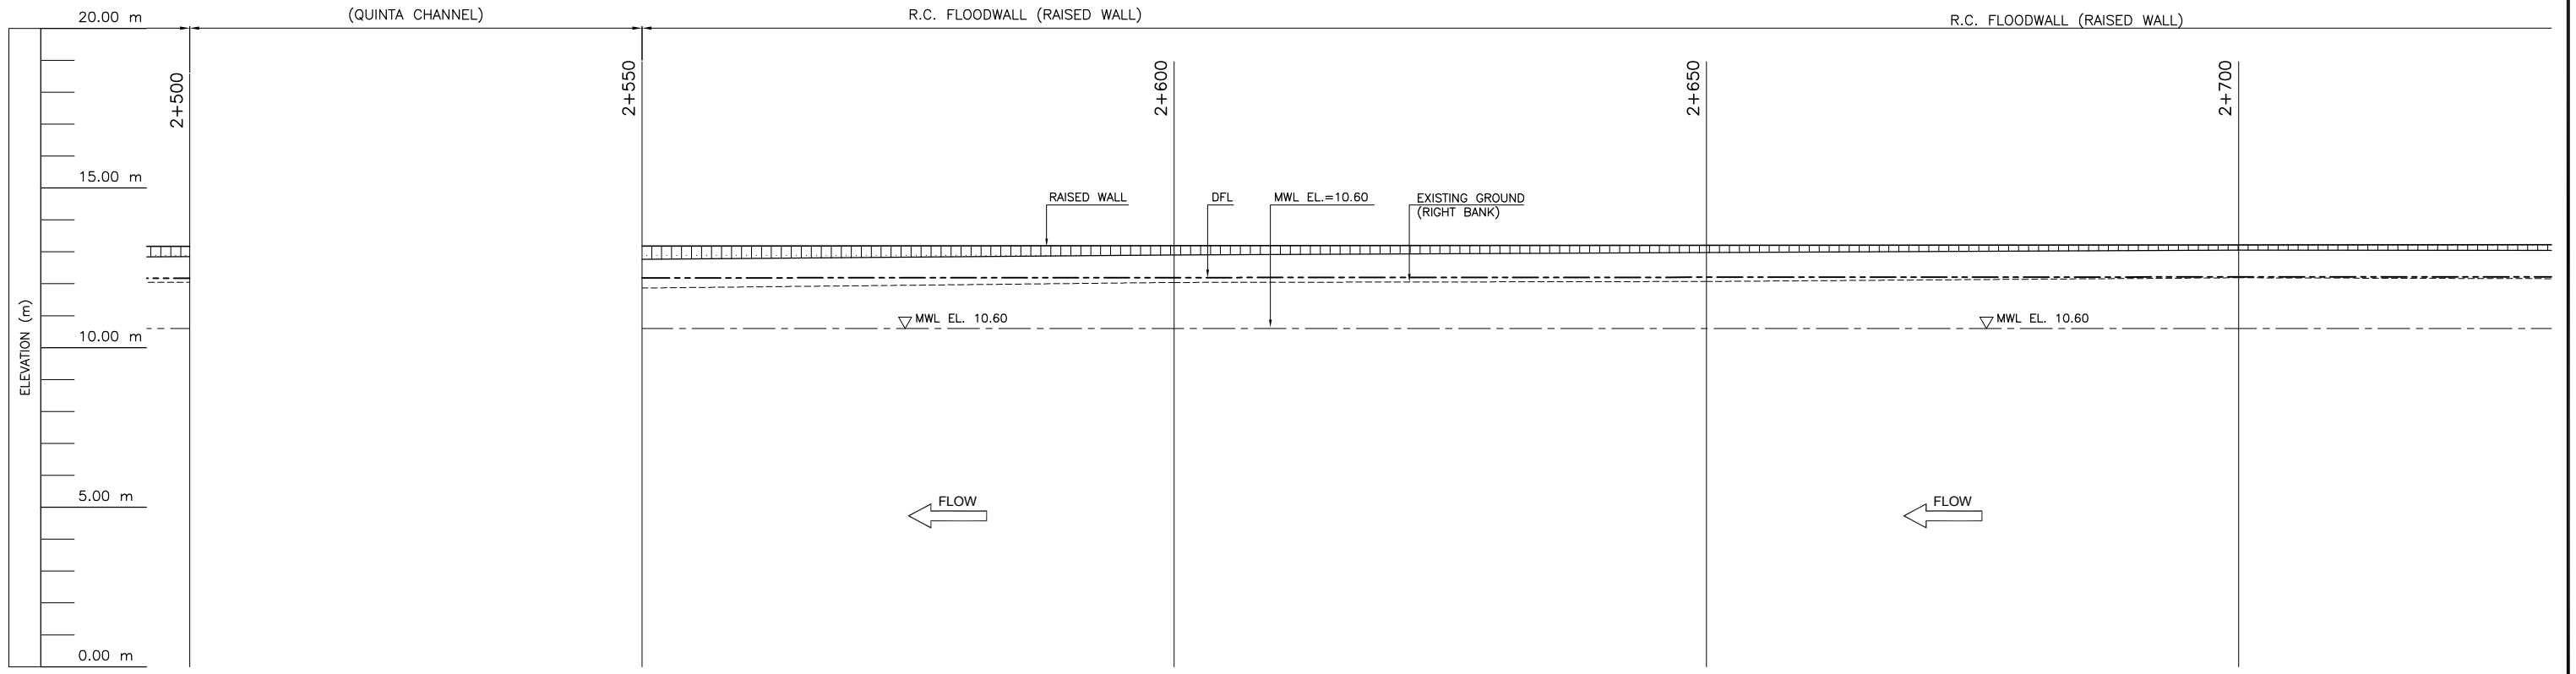 20.00 m
(QUINTA CHANNEL)
R.C. FLOODWALL (RAISED WALL)
R.C. FLOODWALL (RAISED WALL)
2+500
2+550
2+600
2+650
2+700
15.00 m
RAISED WALL
DFL
MWL EL.=10.60
EXISTING GROUND
(RIGHT BANK)
MWL EL. 10.60
MWL EL. 10.60
10.00 m
ELEVATION (m)
5.00 m
FLOW
FLOW
0.00 m